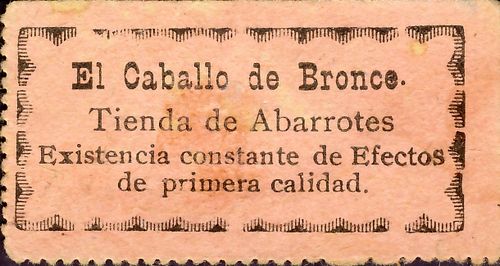 El Caballo de Bronce.
Tienda de Abarrotes
Existencia constante de Efectos
de primera calidad.